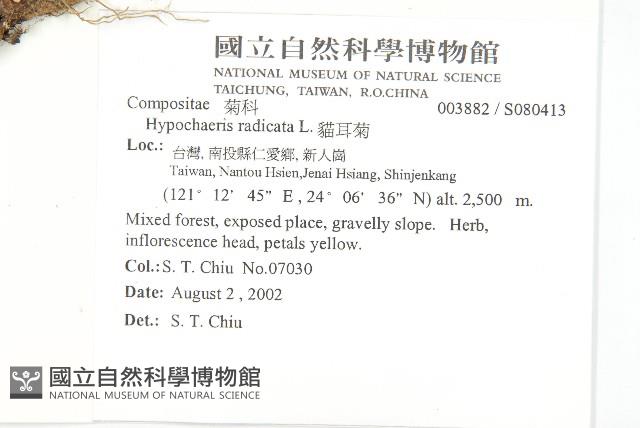 國立自然科學博物館
NATIONAL MUSEUM OF NATURAL SCIENCE
TAICHUNG, TAIWAN, R.O.CHINA
Compositae 菊科 003882 / S080413
Hypochaeris radicata L. 貓耳菊
Loc.: 台灣, 南投縣仁愛鄉, 新人崗
Taiwan, Nantou Hsien,Jenai Hsiang, Shinjenkang
(121° 12' 45" E , 24° 06' 36" N) alt. 2,500 m.
Mixed forest, exposed place, gravelly slope. Herb,
inflorescence head, petals yellow.
Col.: S. T. Chiu No.07030
Date: August 2 , 2002
Det.: S. T. Chiu
國立自然科學博物館
NATIONAL MUSEUM OF NATURAL SCIENCE